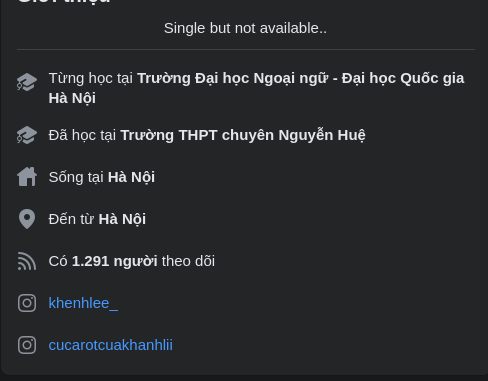 Giới thiệu
Single but not available..
Từng học tại Trường Đại học Ngoại ngữ - Đại học Quốc gia
Hà Nội
Đã học tại Trường THPT chuyên Nguyễn Huệ
Sống tại Hà Nội
Đến từ Hà Nội
Có 1.291 người theo dõi
khenhlee_
cucarotcuakhanhlii